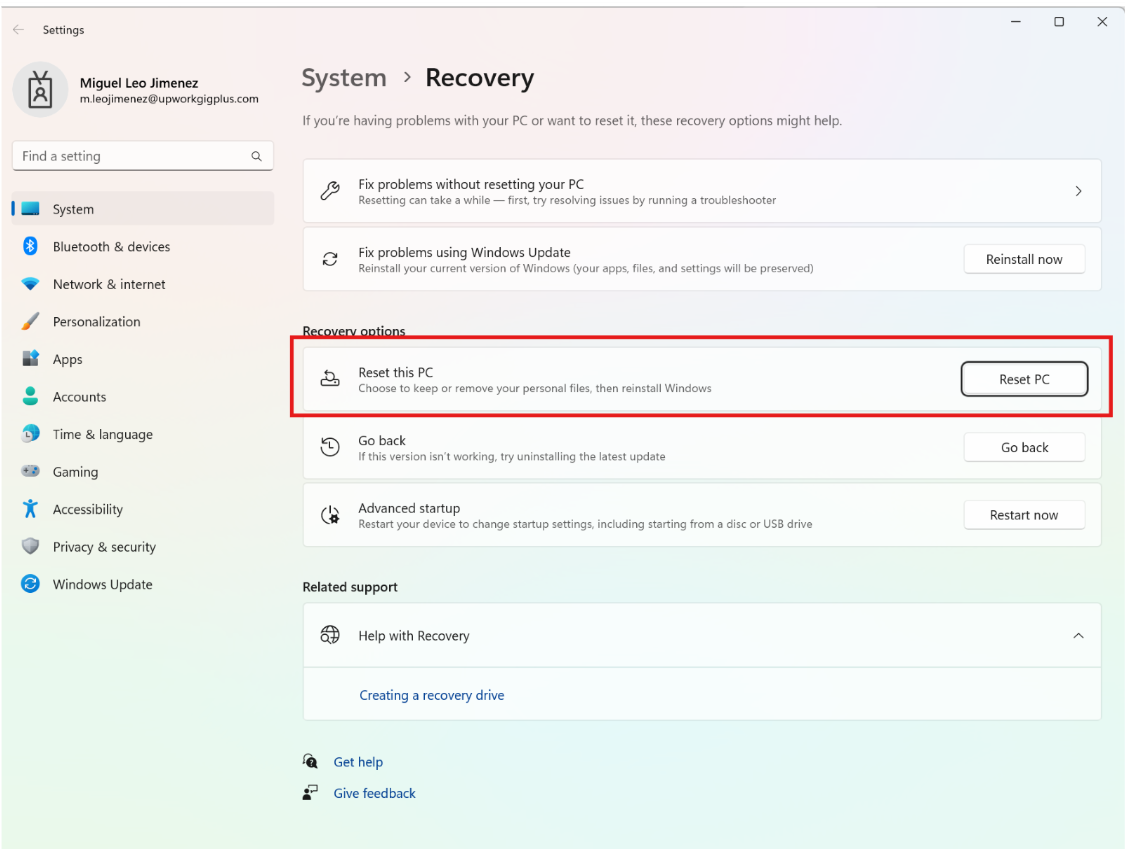 Settings
Miguel Leo Jimenez
m.leojimenez@upworkgigplus.com
Find a setting
System
Bluetooth & devices
Network & internet
Personalization
Apps
Accounts
Time & language
Gaming
Accessibility
Privacy & security
Windows Update
System > Recovery
If you're having problems with your PC or want to reset it, these recovery options might help.
Fix problems without resetting your PC
Resetting can take a while — first, try resolving issues by running a troubleshooter
Fix problems using Windows Update
Reinstall your current version of Windows (your apps, files, and settings will be preserved)
Reinstall now
Recovery options
Reset this PC
Choose to keep or remove your personal files, then reinstall Windows
Reset PC
Go back
If this version isn't working, try uninstalling the latest update
Go back
Advanced startup
Restart your device to change startup settings, including starting from a disc or USB drive
Restart now
Related support
Help with Recovery
Creating a recovery drive
Get help
Give feedback